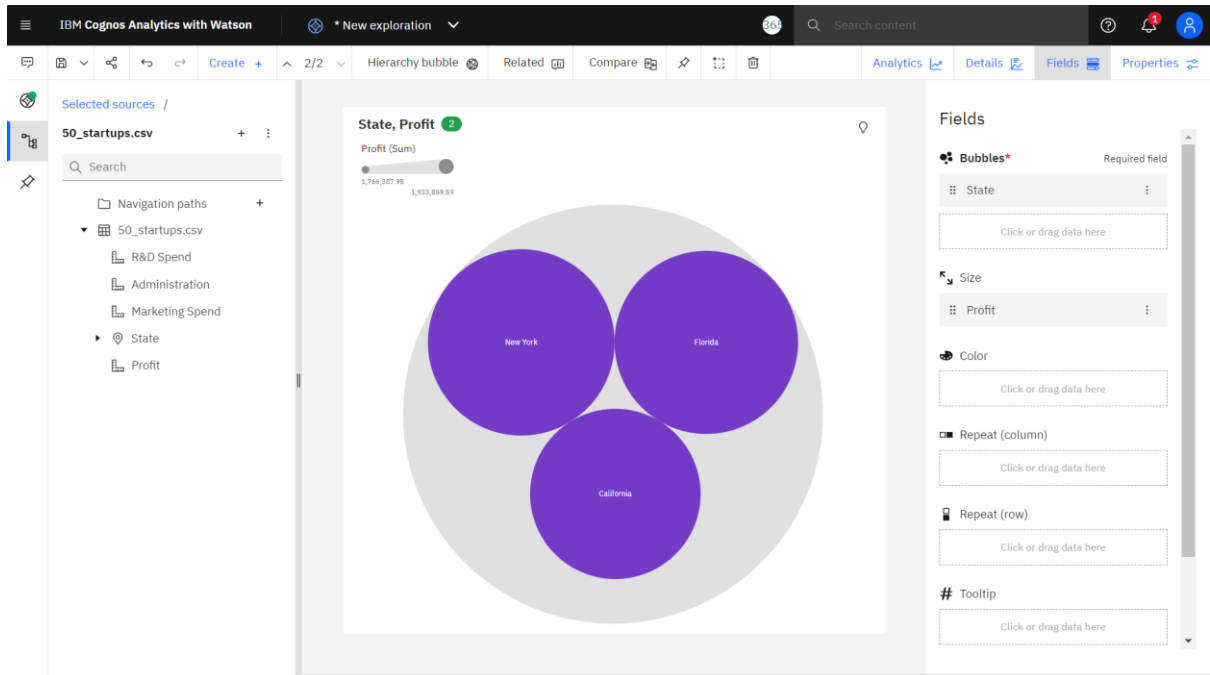 IBM Cognos Analytics with Watson
* New exploration
365
Search content
1
Create +
2/2
Hierarchy bubble
Related
Compare
Analytics
Details
Fields
Properties
Selected sources /
50_startups.csv
Search
Navigation paths
50_startups.csv
R&D Spend
Administration
Marketing Spend
State
Profit
State, Profit 2
Profit (Sum)
1,766,387.98
1,933,859.59
New York
Florida
California
Fields
Bubbles* Required field
State
Click or drag data here
Size
Profit
Color
Click or drag data here
Repeat (column)
Click or drag data here
Repeat (row)
Click or drag data here
Tooltip
Click or drag data here